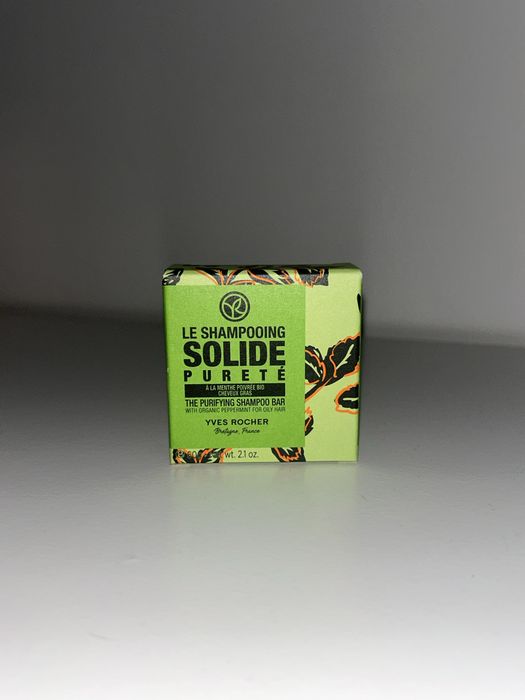 LE SHAMPOOING
SOLIDE
PURETÉ
À LA MENTHE POIVRÉE BIO
CHEVEUX GRAS
THE PURIFYING SHAMPOO BAR
WITH ORGANIC PEPPERMINT FOR OILY HAIR
YVES ROCHER
Bretagne, France
wt. 2.1 oz.